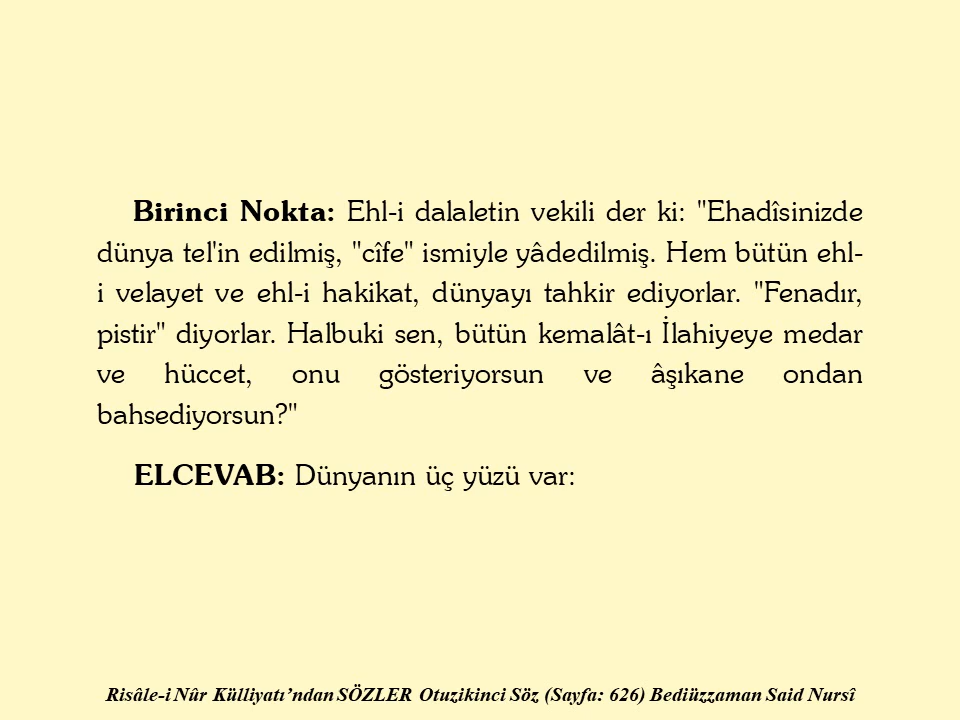 Birinci Nokta: Ehl-i dalaletin vekili der ki: "Ehadîsinizde
dünya tel'in edilmiş, "cîfe" ismiyle yâdedilmiş. Hem bütün ehl-
i velayet ve ehl-i hakikat, dünyayı tahkir ediyorlar. "Fenadır,
pistir" diyorlar. Halbuki sen, bütün kemalât-ı İlahiyeye medar
ve hüccet, onu gösteriyorsun ve âşıkane ondan
bahsediyorsun?"
ELCEVAB: Dünyanın üç yüzü var:
Risâle-i Nûr Külliyatı'ndan SÖZLER Otuzikinci Söz (Sayfa: 626) Bediüzzaman Said Nursî